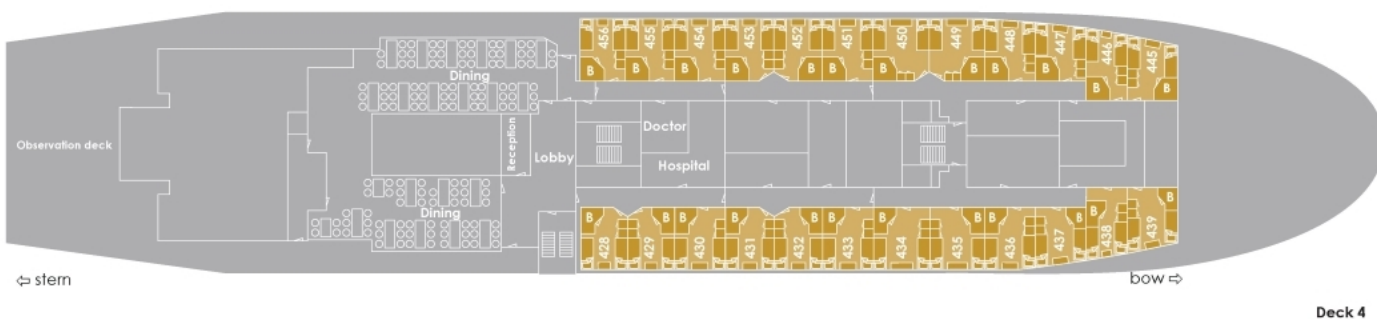 456
455
454
453
452
451
450
449
448
447
446
445
B
B
B
B
B
B
B
B
B
B
B
B
Dining
Observation deck
Reception
Lobby
Doctor
Hospital
Dining
B
B
B
B
B
B
B
B
B
B
B
B
428
429
430
431
432
433
434
435
436
437
438
439
⇦ stern
bow ⇨
Deck 4